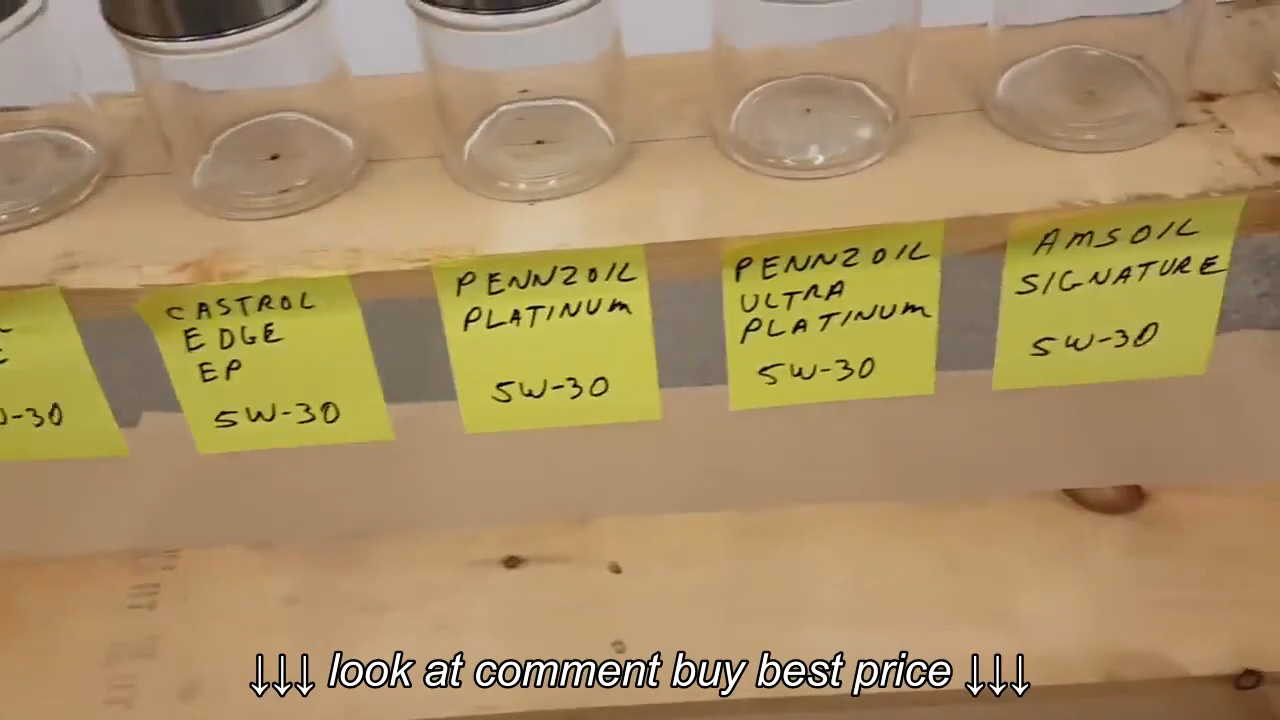 CASTROL
EDGE
EP
5W-30
PENNZOIL
PLATINUM
5W-30
PENNZOIL
ULTRA
PLATINUM
5W-30
AMSOIL
SIGNATURE
5W-30
-30
↓↓↓ look at comment buy best price ↓↓↓